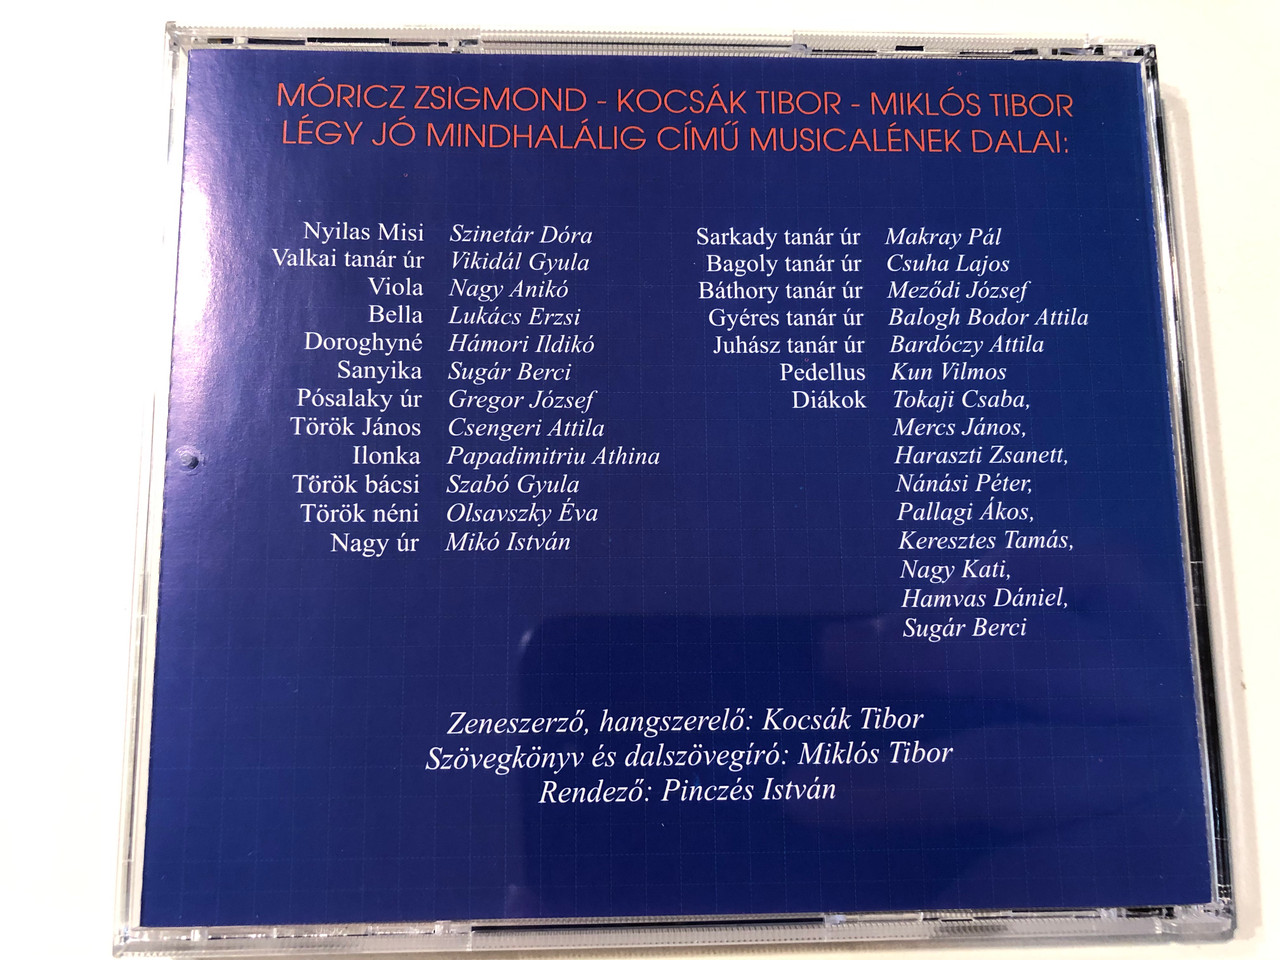 MÓRICZ ZSIGMOND - KOCSÁK TIBOR - MIKLÓS TIBOR
LÉGY JÓ MINDHALÁLIG CÍMŰ MUSICALÉNEK DALAI:
Nyilas Misi Szinetár Dóra
Valkai tanár úr Vikidál Gyula
Viola Nagy Anikó
Bella Lukács Erzsi
Doroghyné Hámori Ildikó
Sanyika Sugár Berci
Pósalaky úr Gregor József
Török János Csengeri Attila
Ilonka Papadimitriu Athina
Török bácsi Szabó Gyula
Török néni Olsavszky Éva
Nagy úr Mikó István
Sarkady tanár úr Makray Pál
Bagoly tanár úr Csuha Lajos
Báthory tanár úr Meződi József
Gyéres tanár úr Balogh Bodor Attila
Juhász tanár úr Bardóczy Attila
Pedellus Kun Vilmos
Diákok Tokaji Csaba,
Mercs János,
Haraszti Zsanett,
Nánási Péter,
Pallagi Ákos,
Keresztes Tamás,
Nagy Kati,
Hamvas Dániel,
Sugár Berci
Zeneszerző, hangszerelő: Kocsák Tibor
Szövegkönyv és dalszövegíró: Miklós Tibor
Rendező: Pinczés István